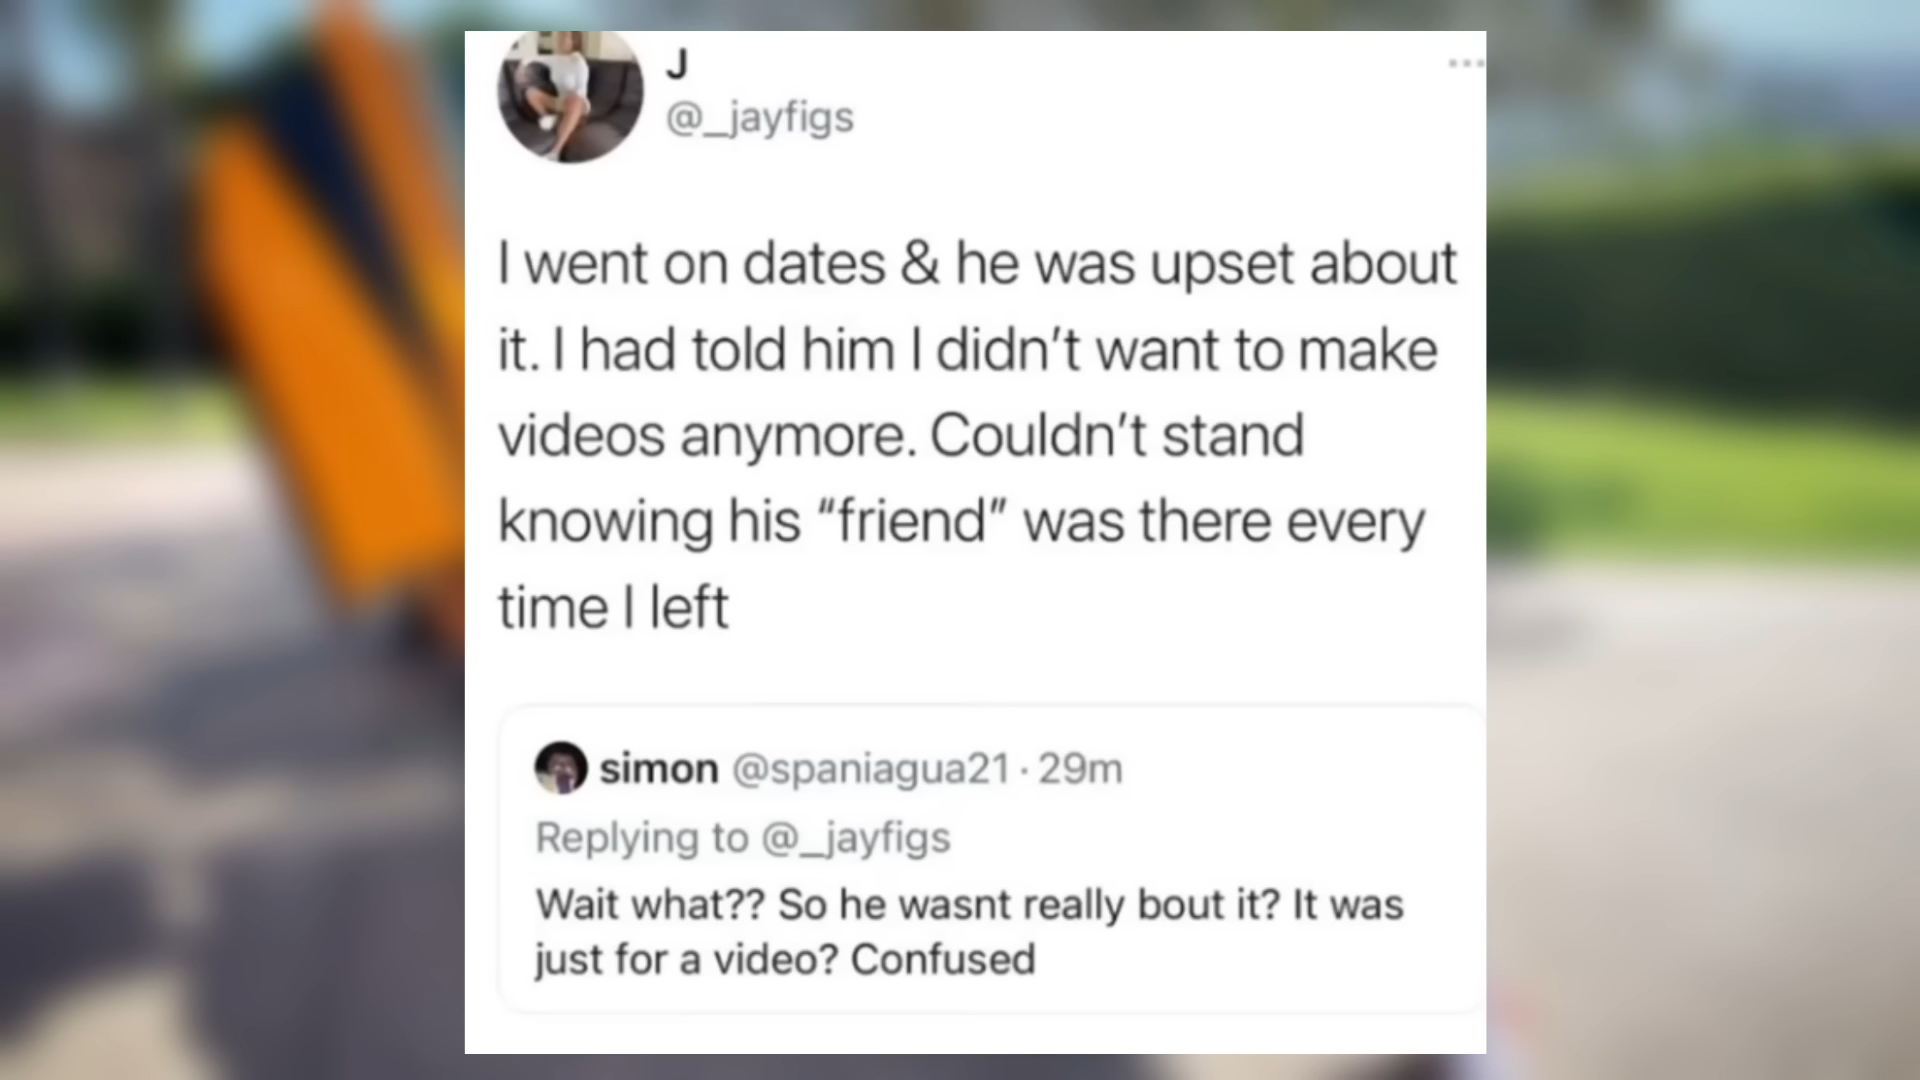 J
@_jayfigs
I went on dates & he was upset about
it. I had told him I didn’t want to make
videos anymore. Couldn’t stand
knowing his “friend” was there every
time I left
simon @spaniagua21 · 29m
Replying to @_jayfigs
Wait what?? So he wasnt really bout it? It was
just for a video? Confused